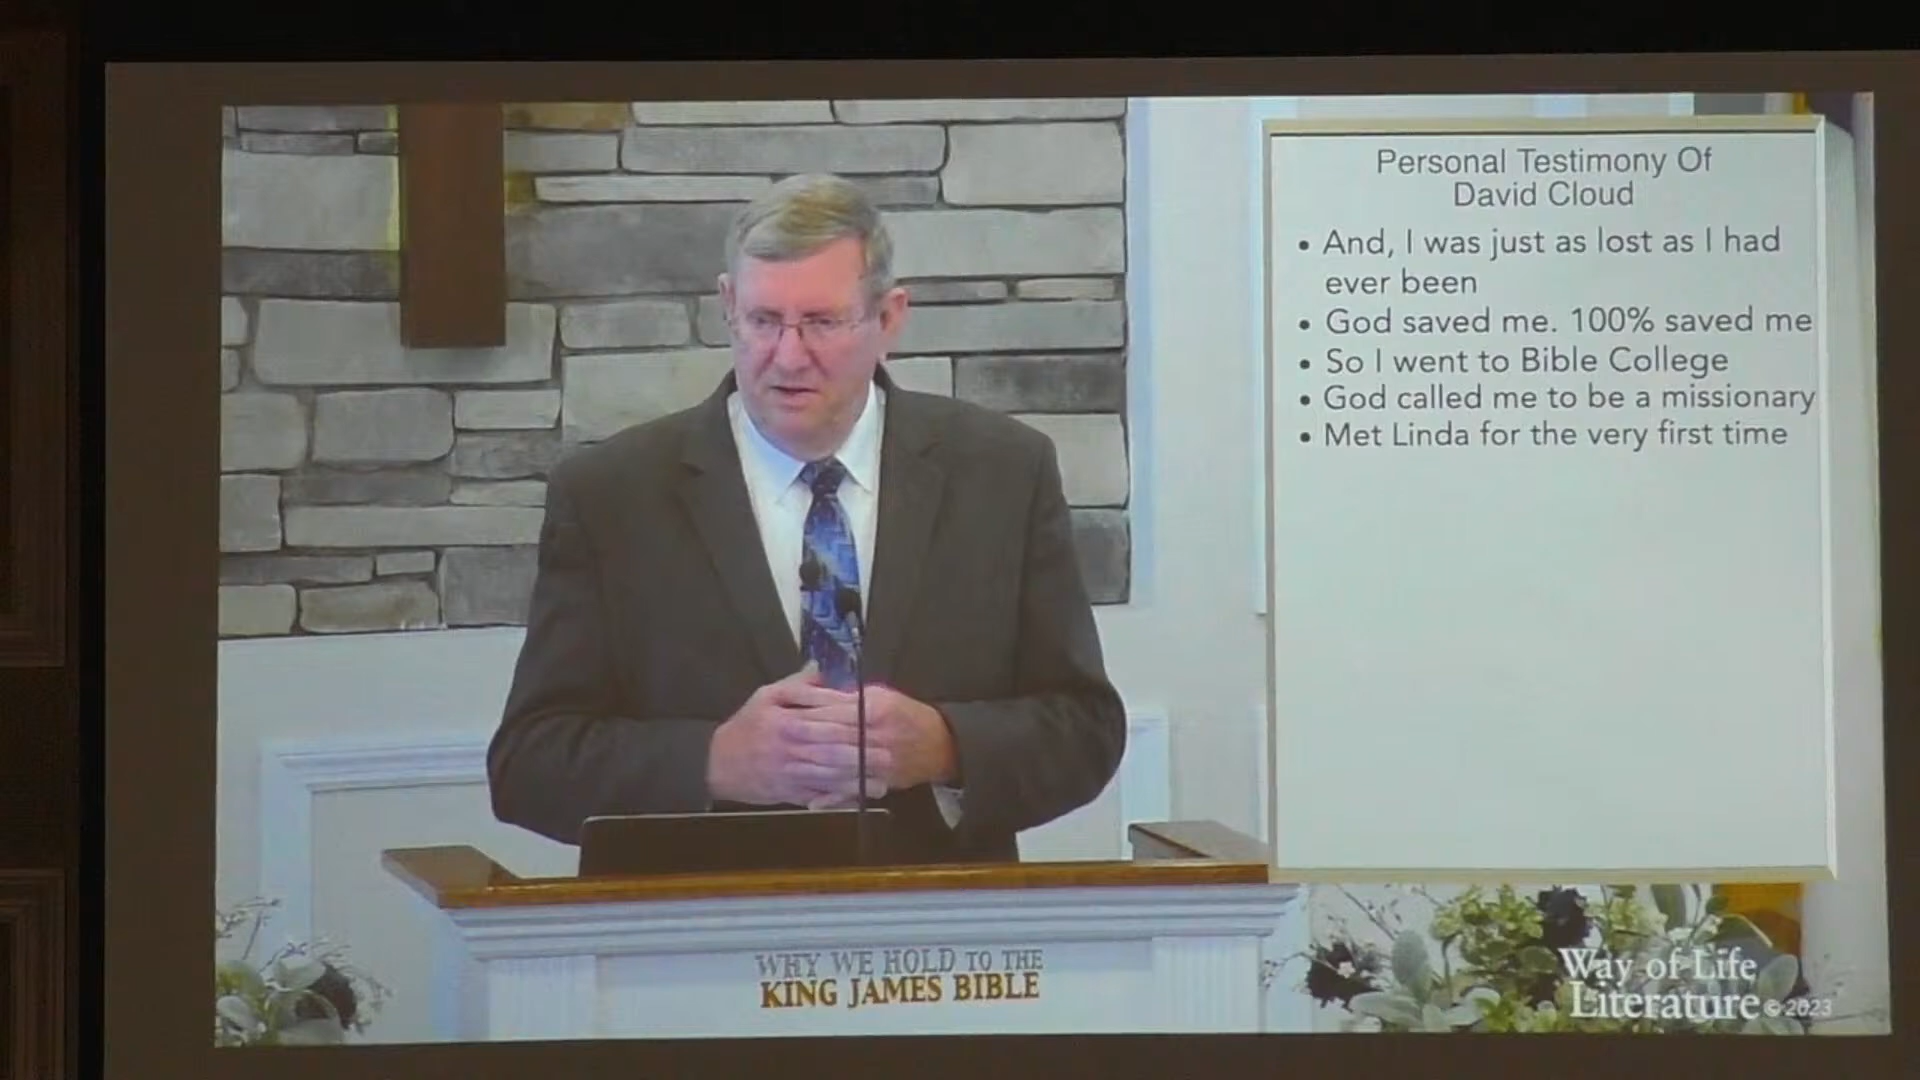 Personal Testimony Of
David Cloud
• And, I was just as lost as I had
ever been
• God saved me. 100% saved me
• So I went to Bible College
• God called me to be a missionary
• Met Linda for the very first time
WHY WE HOLD TO THE
KING JAMES BIBLE
Way of Life
Literature © 2023